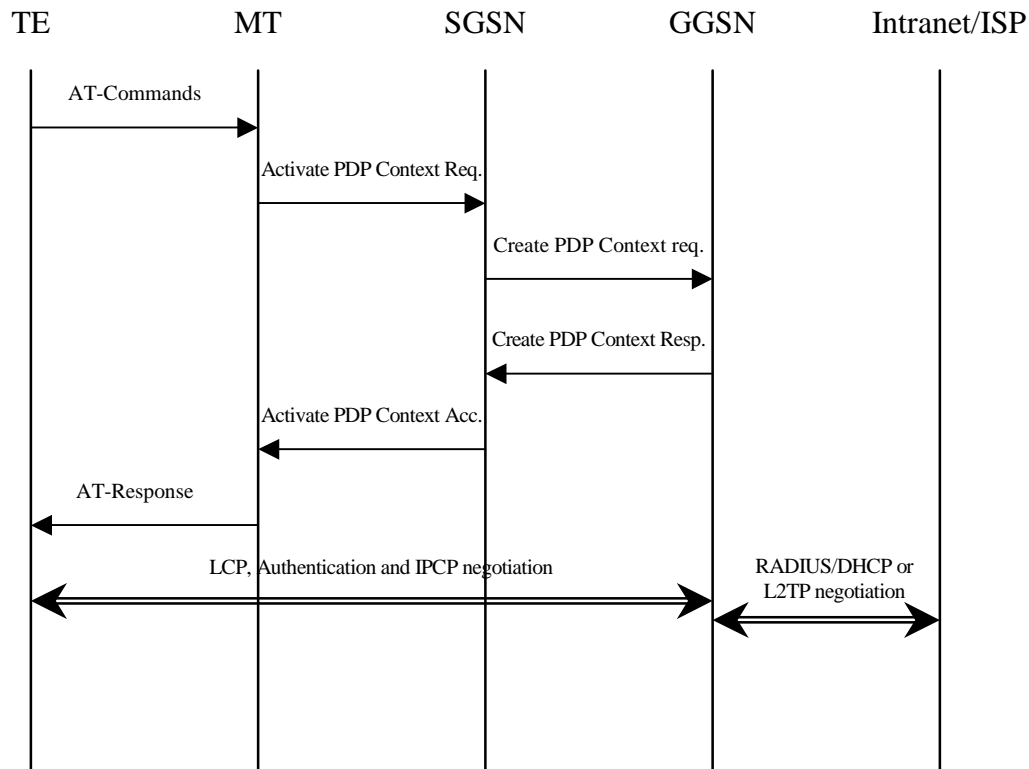 TE MT SGSN GGSN Intranet/ISP
AT-Commands
Activate PDP Context Req.
Create PDP Context req.
Create PDP Context Resp.
Activate PDP Context Acc.
AT-Response
LCP, Authentication and IPCP negotiation
RADIUS/DHCP or
L2TP negotiation